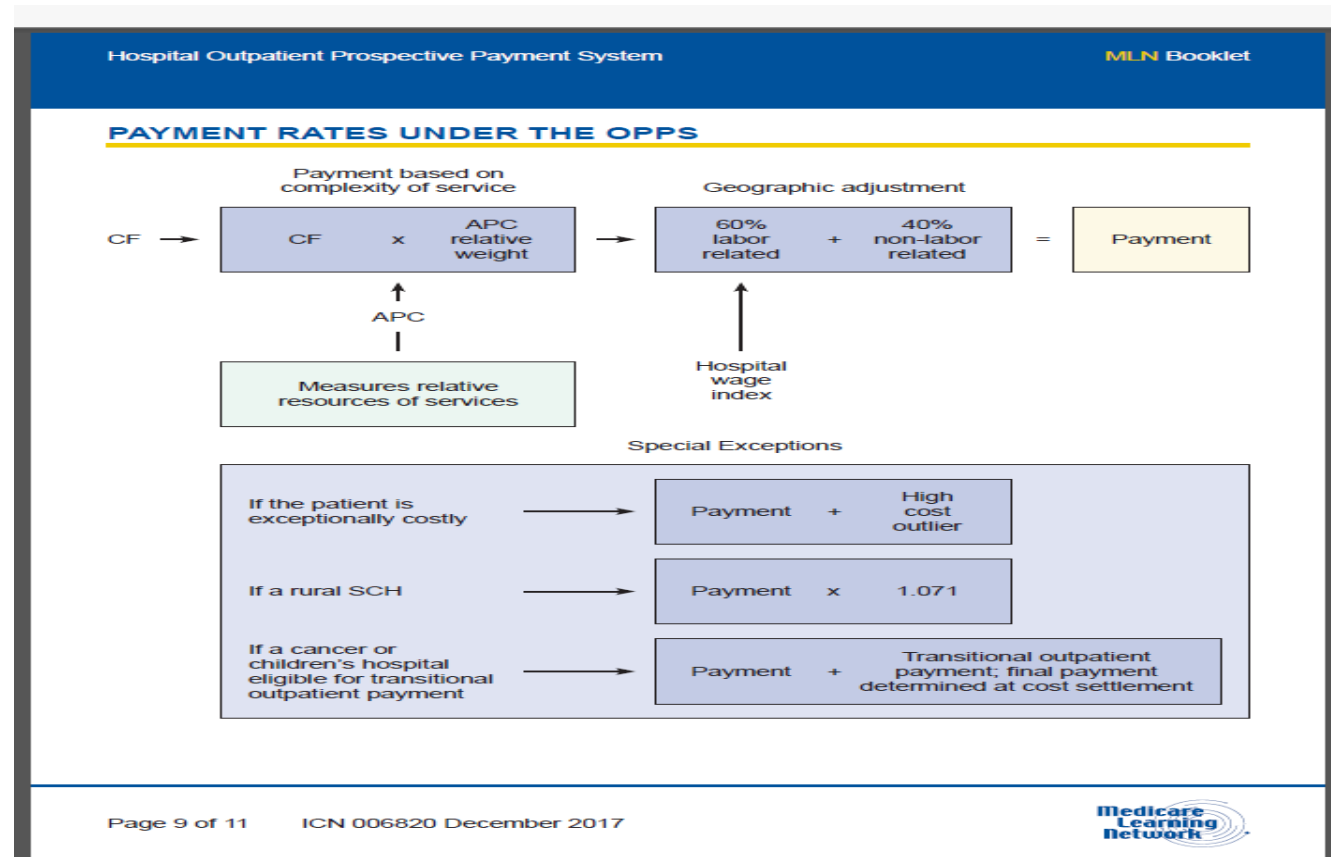 Hospital Outpatient Prospective Payment System
MLN Booklet
PAYMENT RATES UNDER THE OPPS
Payment based on
complexity of service
Geographic adjustment
CF
CF x APC
relative
weight
60%
labor
related
+
40%
non-labor
related
=
Payment
APC
Measures relative
resources of services
Hospital
wage
index
Special Exceptions
If the patient is
exceptionally costly
Payment +
High
cost
outlier
If a rural SCH
Payment x 1.071
If a cancer or
children's hospital
eligible for transitional
outpatient payment
Payment +
Transitional outpatient
payment; final payment
determined at cost settlement
Page 9 of 11 ICN 006820 December 2017
Medicare
Learning
Network